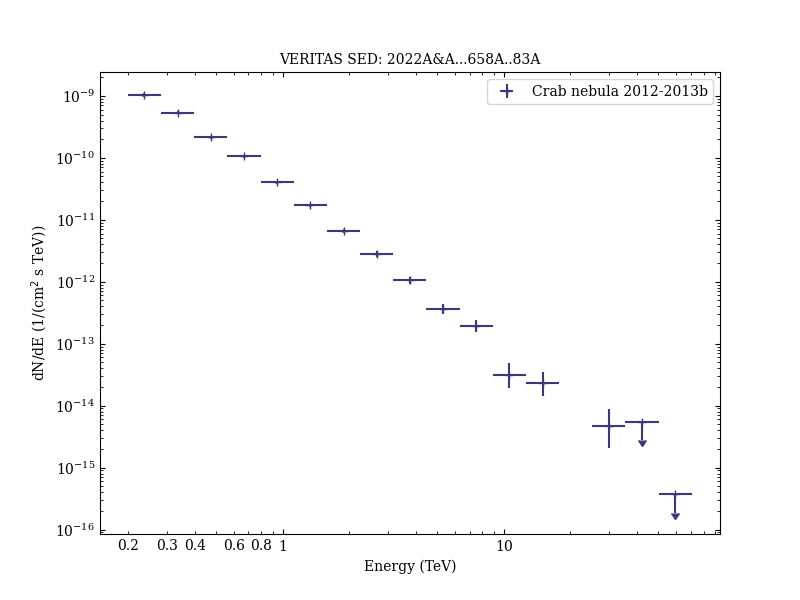 VERITAS SED: 2022A&A...658A..83A
Crab nebula 2012-2013b
dN/dE (1/(cm² s TeV))
10⁻⁹
10⁻¹⁰
10⁻¹¹
10⁻¹²
10⁻¹³
10⁻¹⁴
10⁻¹⁵
10⁻¹⁶
0.2 0.3 0.4 0.6 0.8 1 10
Energy (TeV)